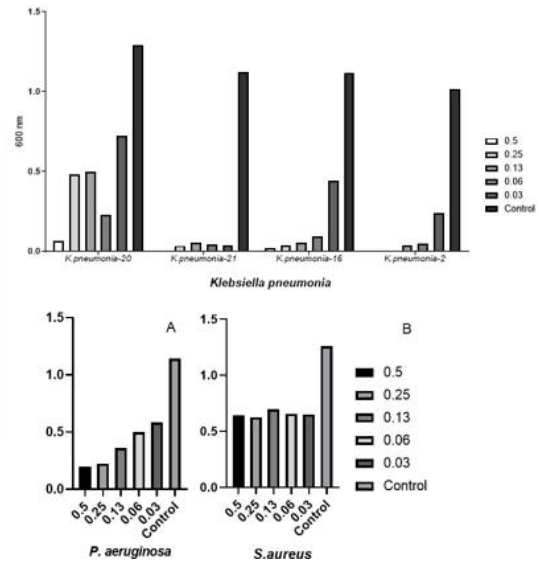 1.5
1.0
0.5
0.0
600 nm
0.5
0.25
0.13
0.06
0.03
Control
K.pneumonia-20 K.pneumonia-21 K.pneumonia-16 K.pneumonia-2
Klebsiella pneumonia
A
1.5
1.0
0.5
0.0
0.5 0.25 0.13 0.06 0.03 Control
P. aeruginosa
B
1.5
1.0
0.5
0.0
0.5 0.25 0.13 0.06 0.03 Control
S.aureus
0.5
0.25
0.13
0.06
0.03
Control